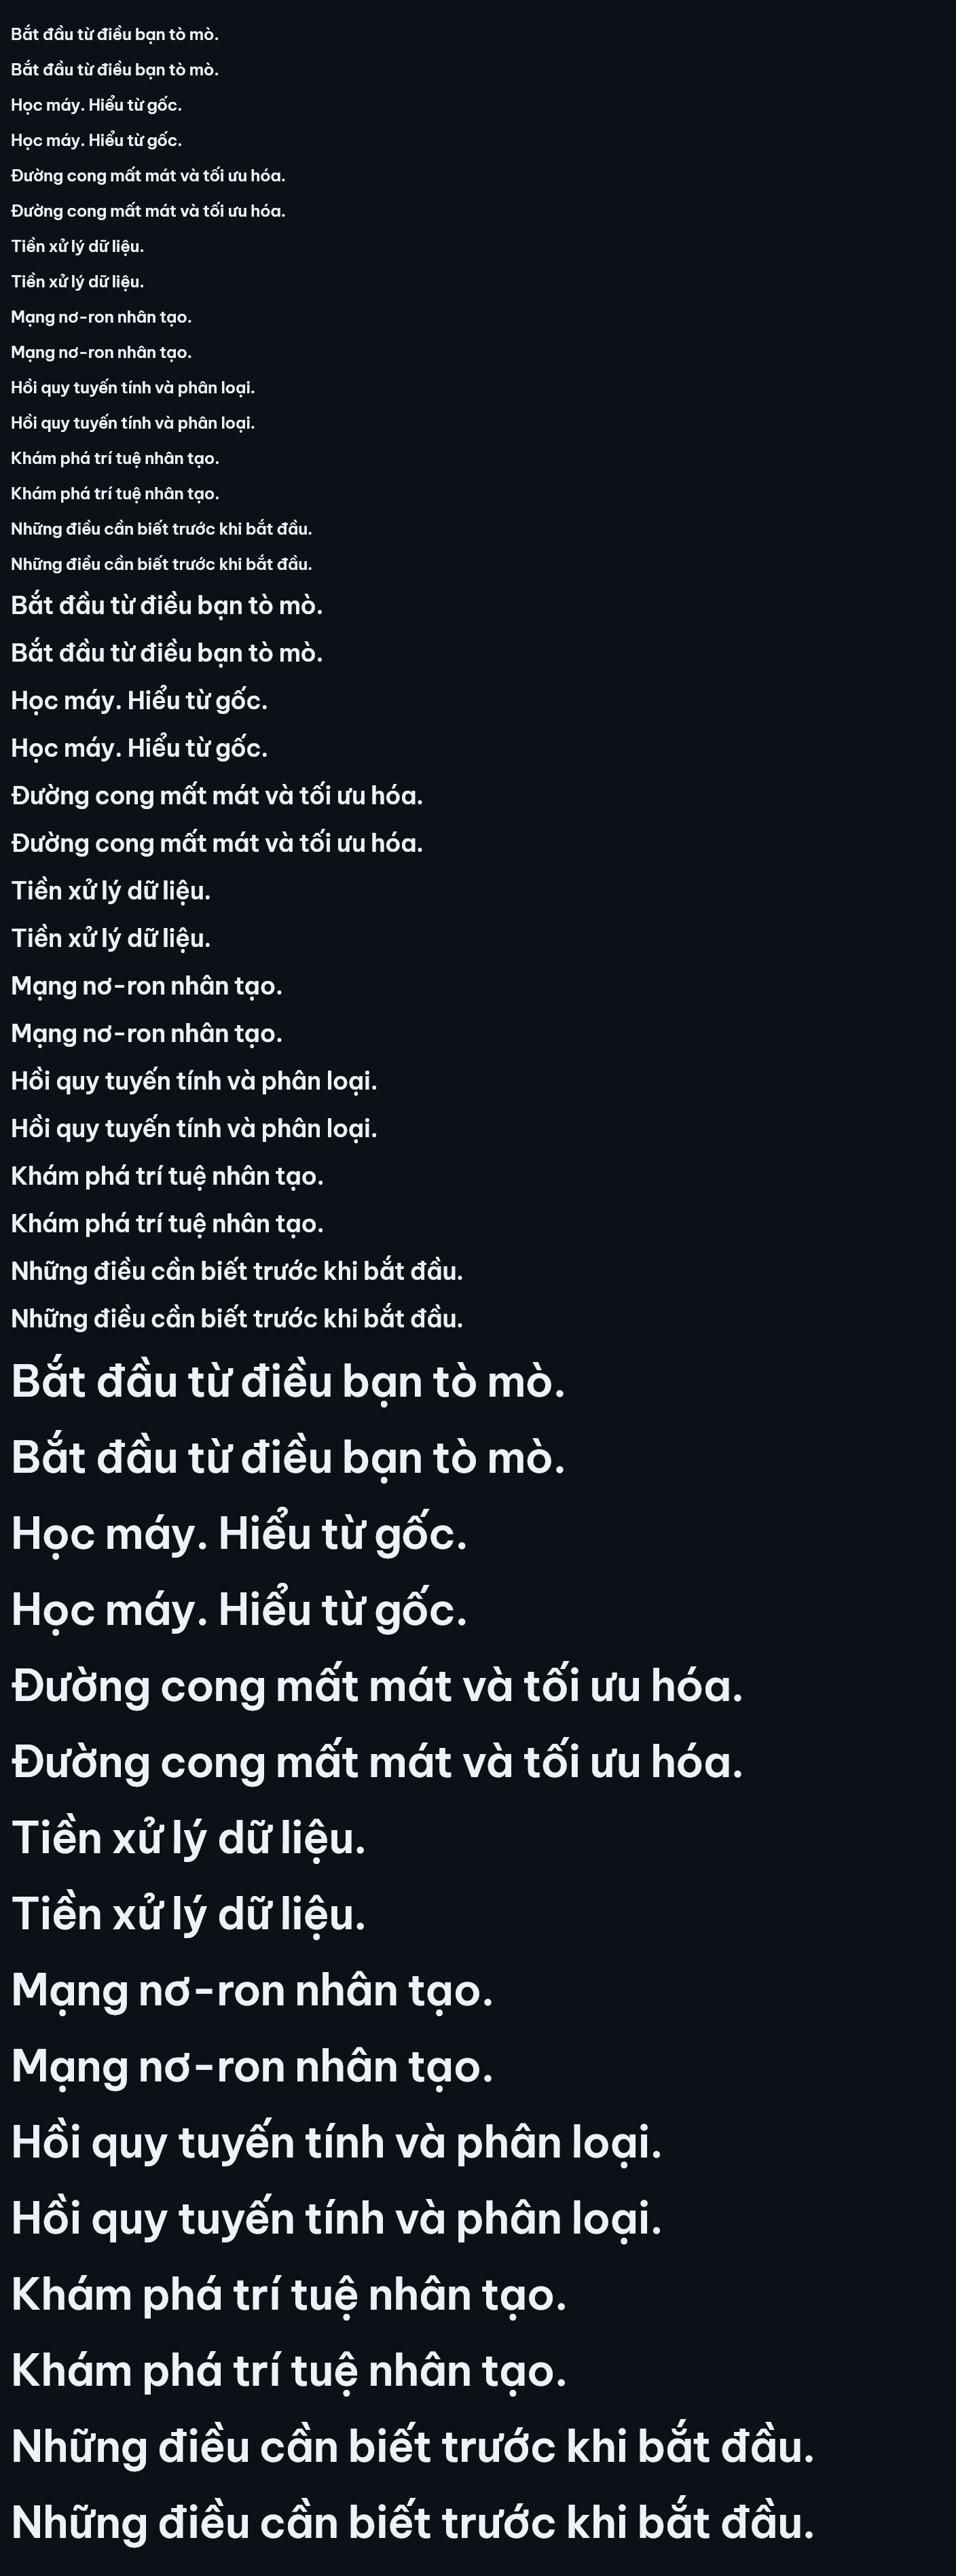 Bắt đầu từ điều bạn tò mò.
Bắt đầu từ điều bạn tò mò.
Học máy. Hiểu từ gốc.
Học máy. Hiểu từ gốc.
Đường cong mất mát và tối ưu hóa.
Đường cong mất mát và tối ưu hóa.
Tiền xử lý dữ liệu.
Tiền xử lý dữ liệu.
Mạng nơ-ron nhân tạo.
Mạng nơ-ron nhân tạo.
Hồi quy tuyến tính và phân loại.
Hồi quy tuyến tính và phân loại.
Khám phá trí tuệ nhân tạo.
Khám phá trí tuệ nhân tạo.
Những điều cần biết trước khi bắt đầu.
Những điều cần biết trước khi bắt đầu.
Bắt đầu từ điều bạn tò mò.
Bắt đầu từ điều bạn tò mò.
Học máy. Hiểu từ gốc.
Học máy. Hiểu từ gốc.
Đường cong mất mát và tối ưu hóa.
Đường cong mất mát và tối ưu hóa.
Tiền xử lý dữ liệu.
Tiền xử lý dữ liệu.
Mạng nơ-ron nhân tạo.
Mạng nơ-ron nhân tạo.
Hồi quy tuyến tính và phân loại.
Hồi quy tuyến tính và phân loại.
Khám phá trí tuệ nhân tạo.
Khám phá trí tuệ nhân tạo.
Những điều cần biết trước khi bắt đầu.
Những điều cần biết trước khi bắt đầu.
Bắt đầu từ điều bạn tò mò.
Bắt đầu từ điều bạn tò mò.
Học máy. Hiểu từ gốc.
Học máy. Hiểu từ gốc.
Đường cong mất mát và tối ưu hóa.
Đường cong mất mát và tối ưu hóa.
Tiền xử lý dữ liệu.
Tiền xử lý dữ liệu.
Mạng nơ-ron nhân tạo.
Mạng nơ-ron nhân tạo.
Hồi quy tuyến tính và phân loại.
Hồi quy tuyến tính và phân loại.
Khám phá trí tuệ nhân tạo.
Khám phá trí tuệ nhân tạo.
Những điều cần biết trước khi bắt đầu.
Những điều cần biết trước khi bắt đầu.